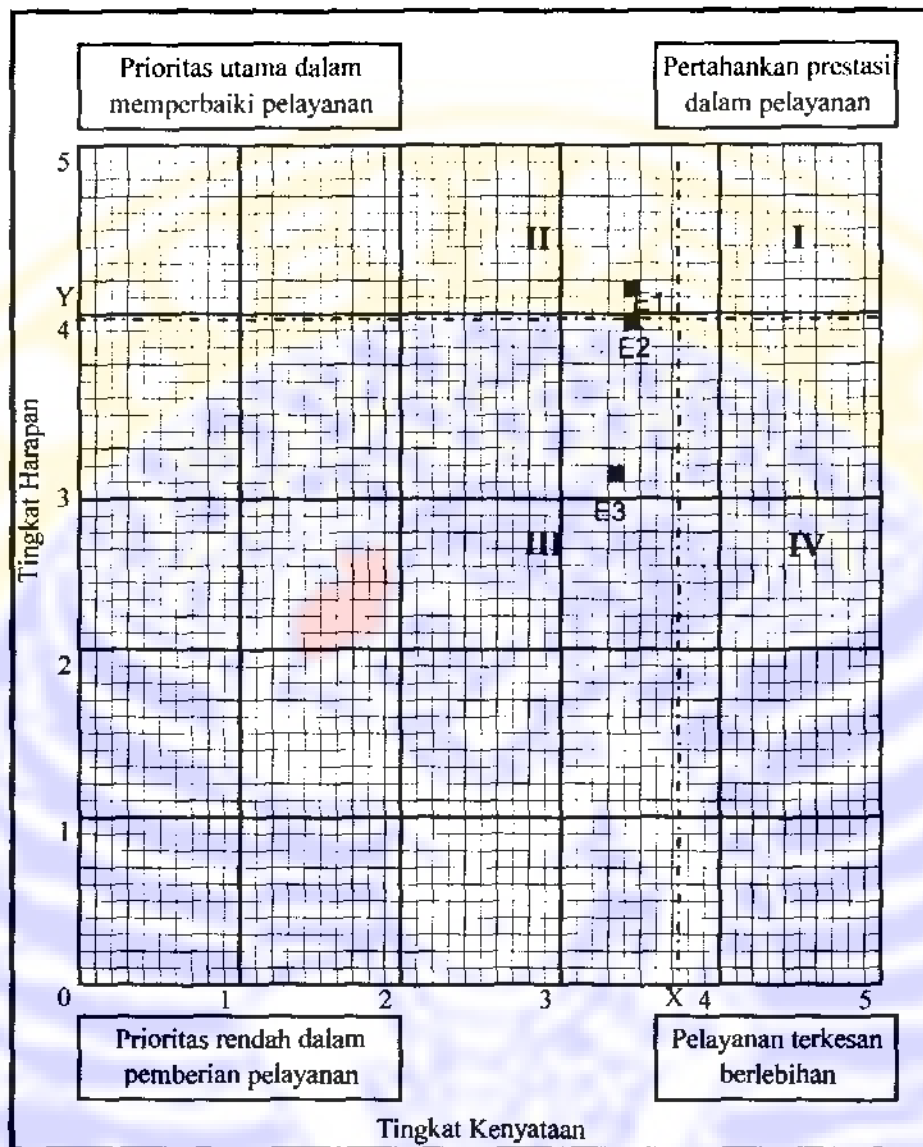 Prioritas utama dalam
memperbaiki pelayanan
Pertahankan prestasi
dalam pelayanan
5
II
I
Y
E1
4
E2
Tingkat Harapan
3
E3
III
IV
2
1
0
1
2
3
X
4
5
Prioritas rendah dalam
pemberian pelayanan
Pelayanan terkesan
berlebihan
Tingkat Kenyataan